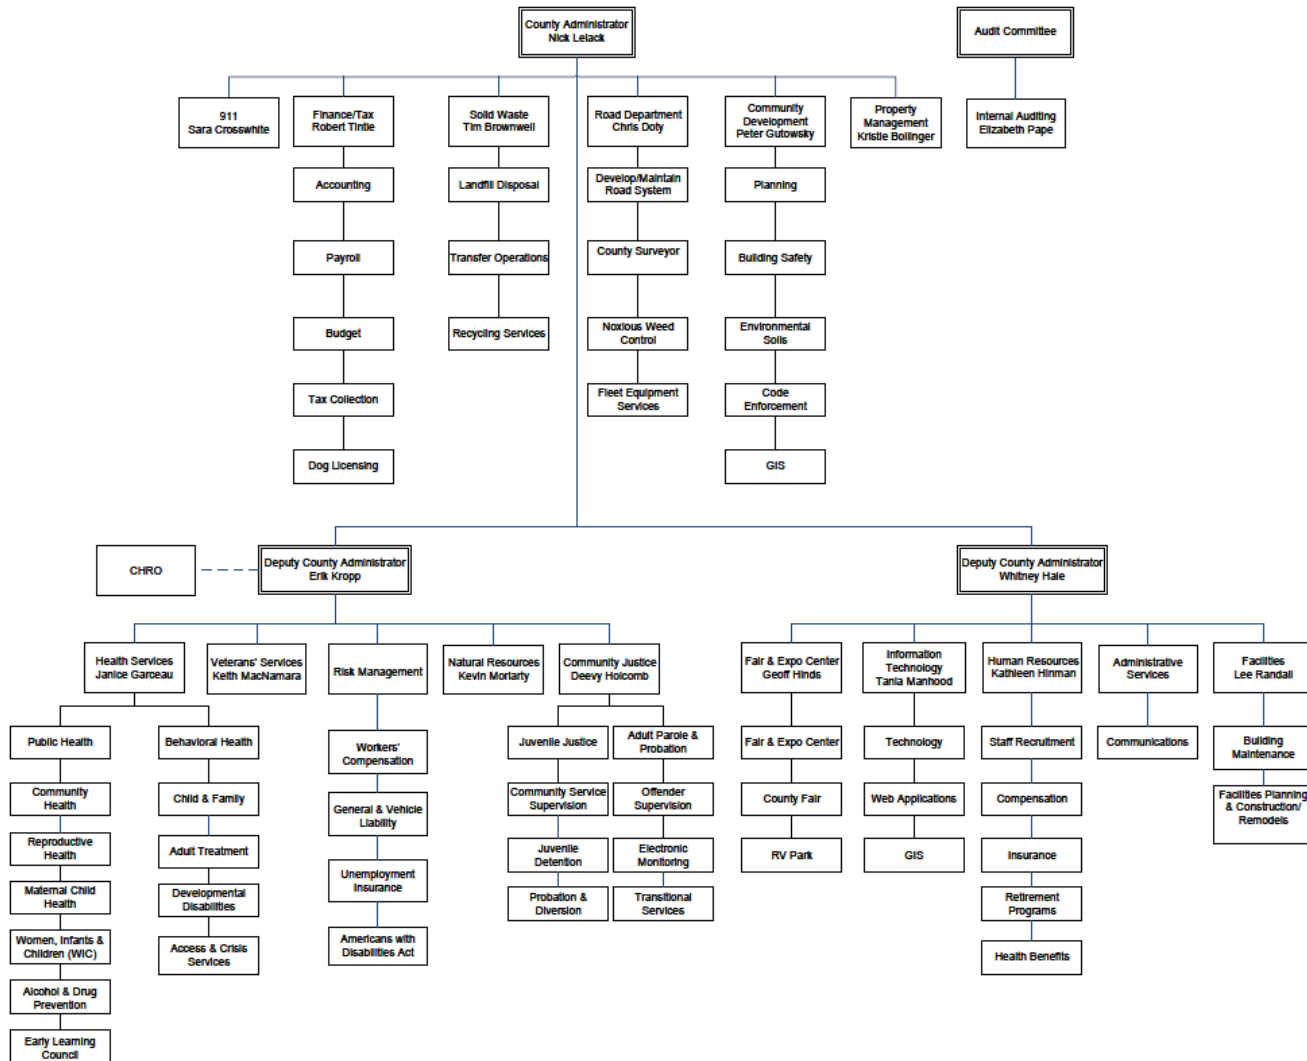 County Administrator
Nick Lelack
Audit Committee
911
Sara Crosswhite
Finance/Tax
Robert Tintle
Solid Waste
Tim Brownwell
Road Department
Chris Doty
Community
Development
Peter Gutowsky
Property
Management
Kristie Bollinger
Internal Auditing
Elizabeth Pape
Accounting
Landfill Disposal
Develop/Maintain
Road System
Planning
Payroll
Transfer Operations
County Surveyor
Building Safety
Budget
Recycling Services
Noxious Weed
Control
Environmental
Soils
Tax Collection
Fleet Equipment
Services
Code
Enforcement
Dog Licensing
GIS
CHRO
Deputy County Administrator
Erik Kropp
Deputy County Administrator
Whitney Hale
Health Services
Janice Garceau
Veterans' Services
Keith MacNamara
Risk Management
Natural Resources
Kevin Moriarty
Community Justice
Deevy Holcomb
Fair & Expo Center
Geoff Hinds
Information
Technology
Tania Manhood
Human Resources
Kathleen Hinman
Administrative
Services
Facilities
Lee Randall
Public Health
Behavioral Health
Workers'
Compensation
Juvenile Justice
Adult Parole &
Probation
Fair & Expo Center
Technology
Staff Recruitment
Communications
Building
Maintenance
Community
Health
Child & Family
General & Vehicle
Liability
Community Service
Supervision
Offender
Supervision
County Fair
Web Applications
Compensation
Facilities Planning
& Construction/
Remodels
Reproductive
Health
Adult Treatment
Unemployment
Insurance
Juvenile
Detention
Electronic
Monitoring
RV Park
GIS
Insurance
Maternal Child
Health
Developmental
Disabilities
Probation &
Diversion
Transitional
Services
Retirement
Programs
Women, Infants &
Children (WIC)
Access & Crisis
Services
Americans with
Disabilities Act
Health Benefits
Alcohol & Drug
Prevention
Early Learning
Council